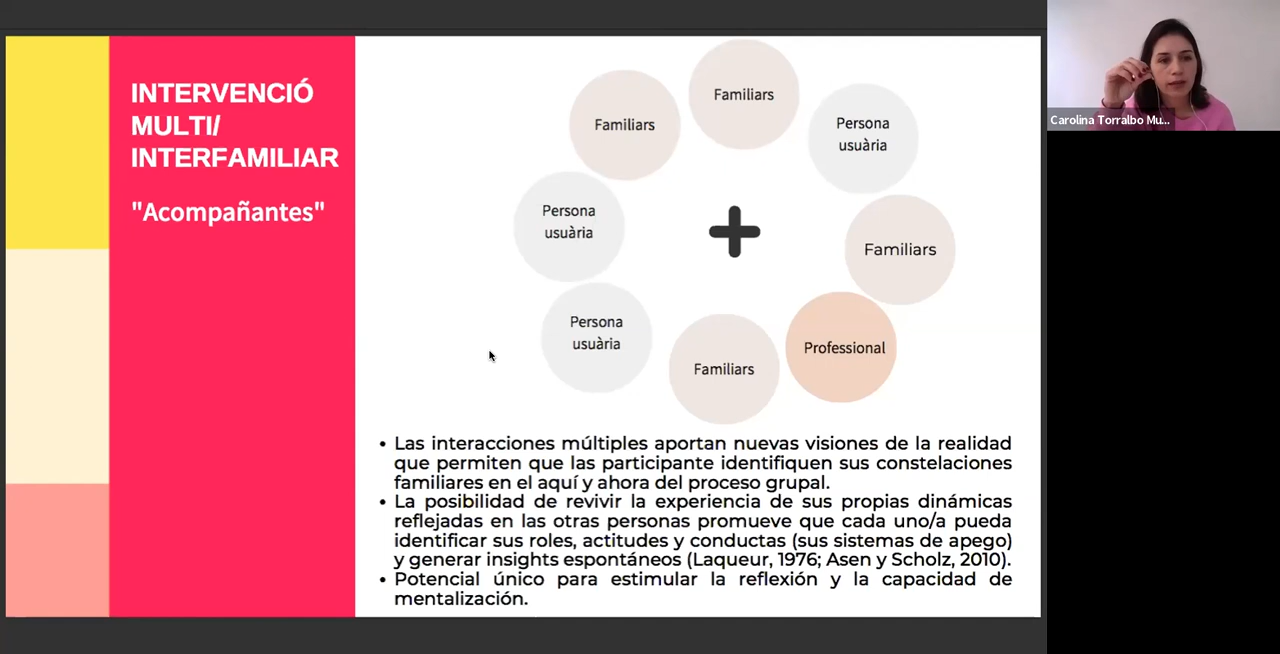 INTERVENCIÓ
MULTI/
INTERFAMILIAR
"Acompañantes"
Familiars
Familiars
Persona
usuària
Persona
usuària
Familiars
Persona
usuària
Familiars
Professional
• Las interacciones múltiples aportan nuevas visiones de la realidad
que permiten que las participante identifiquen sus constelaciones
familiares en el aquí y ahora del proceso grupal.
• La posibilidad de revivir la experiencia de sus propias dinámicas
reflejadas en las otras personas promueve que cada uno/a pueda
identificar sus roles, actitudes y conductas (sus sistemas de apego)
y generar insights espontáneos (Laqueur, 1976; Asen y Scholz, 2010).
• Potencial único para estimular la reflexión y la capacidad de
mentalización.
Carolina Torralbo Mu...